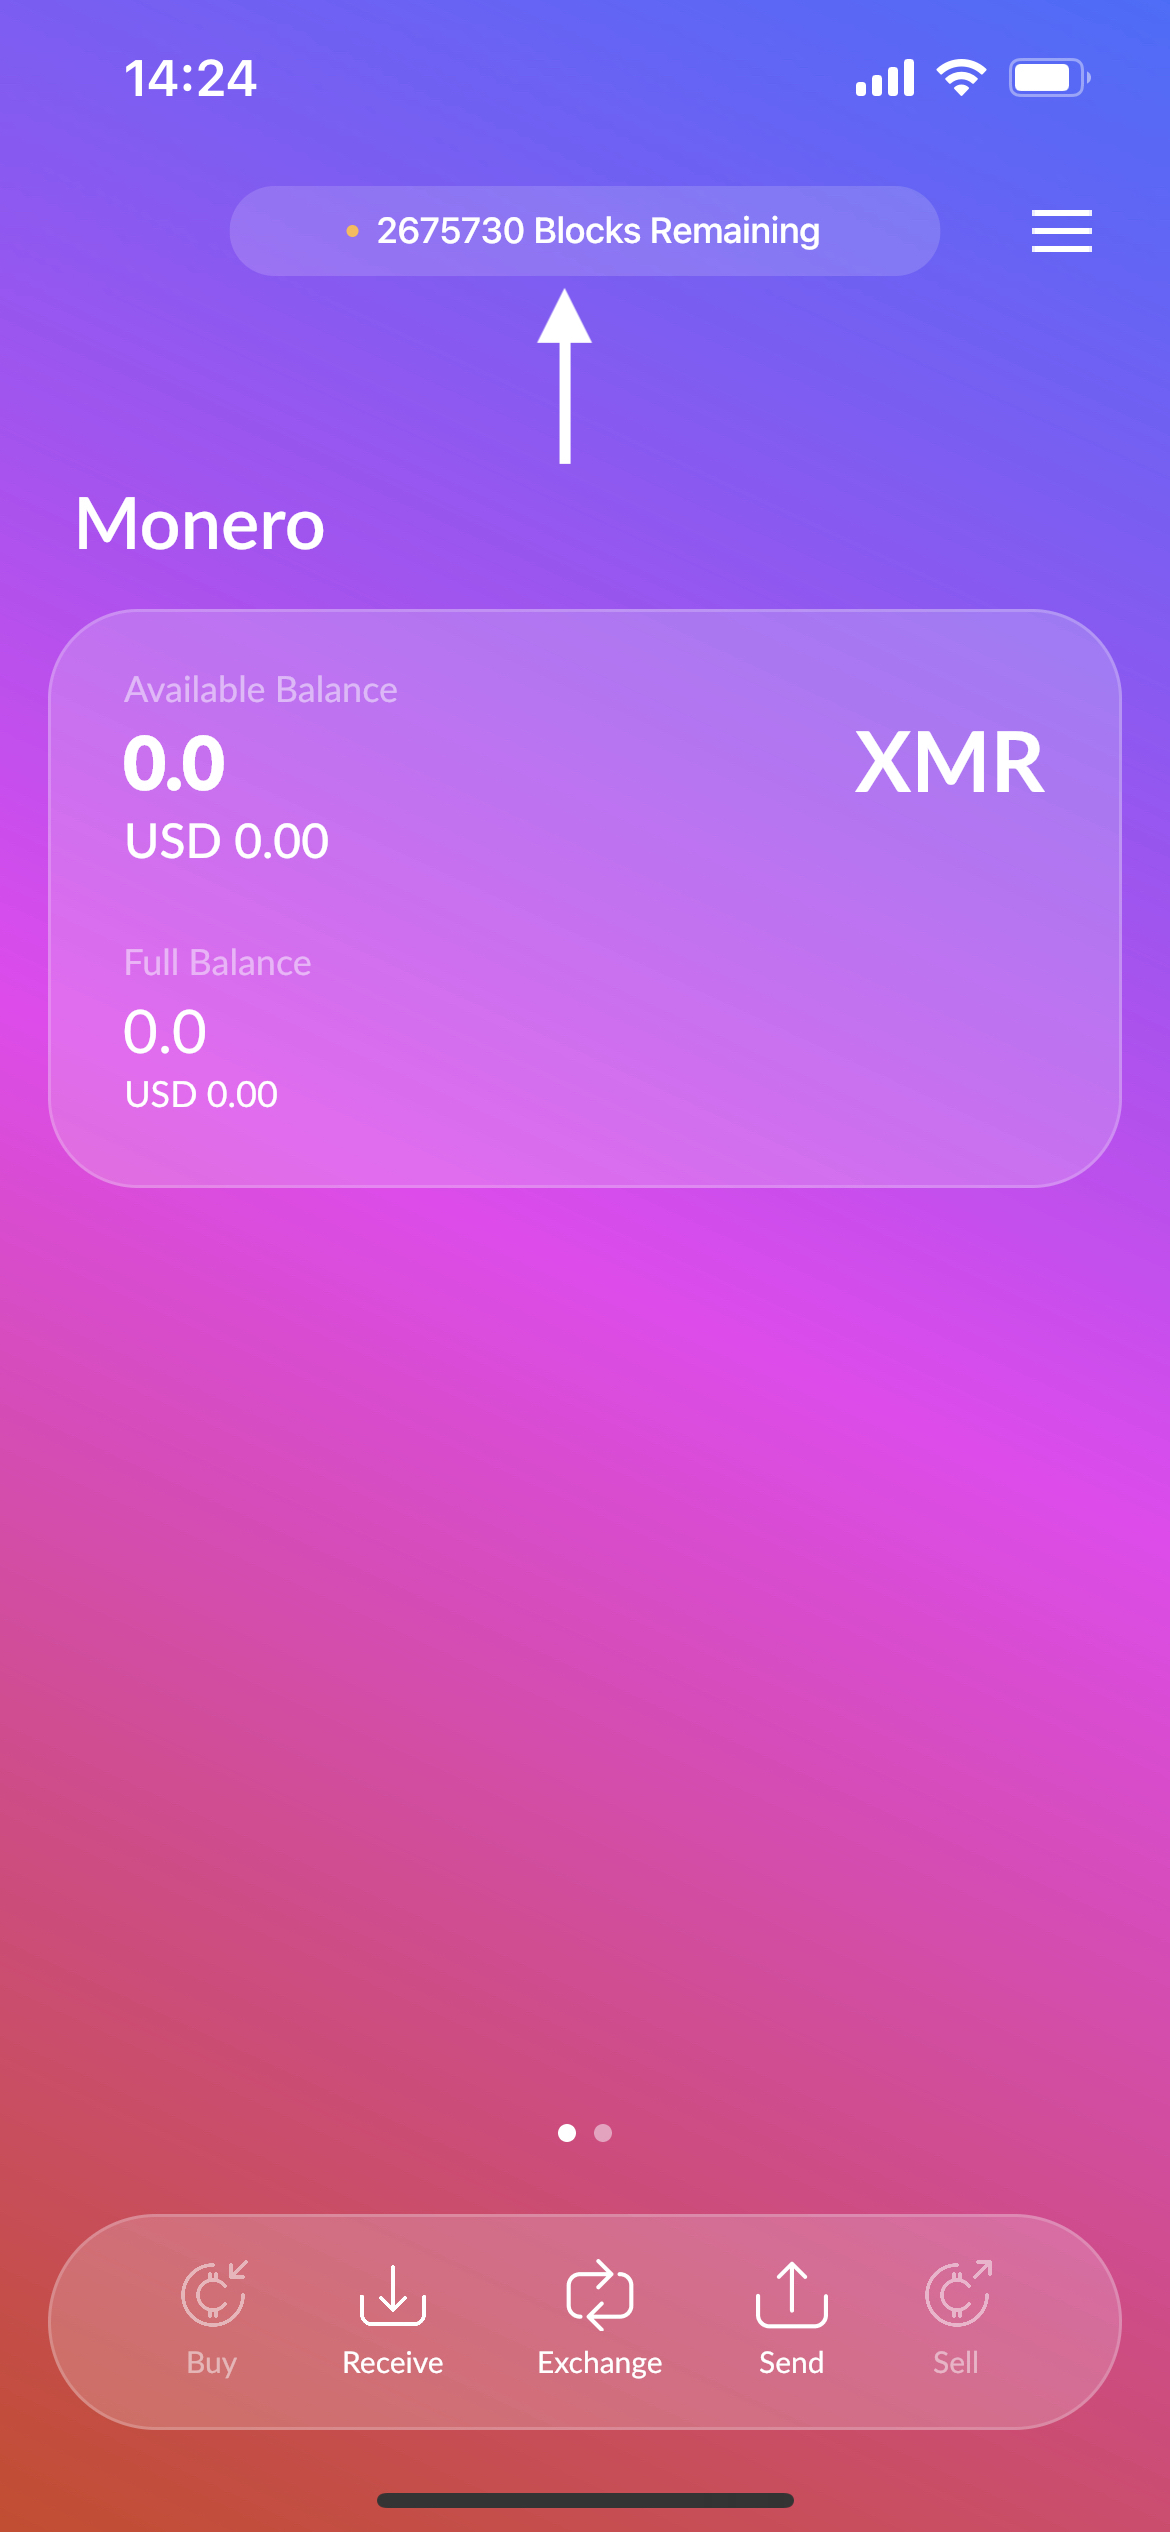 14:24
2675730 Blocks Remaining
Monero
Available Balance
0.0
XMR
USD 0.00
Full Balance
0.0
USD 0.00
Buy
Receive
Exchange
Send
Sell